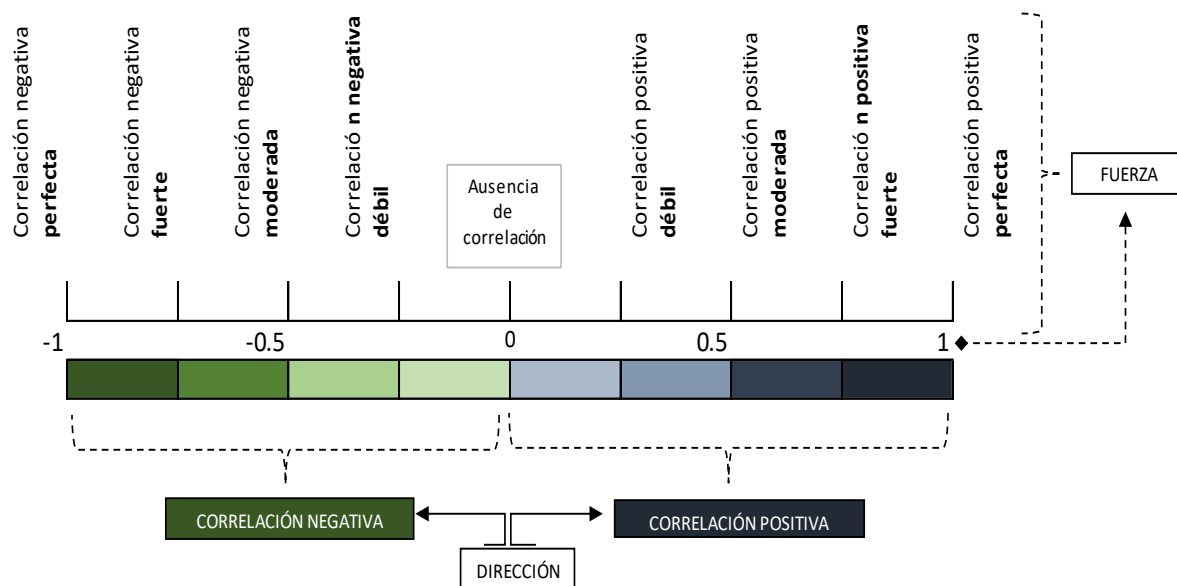 Correlación negativa
perfecta
Correlación negativa
fuerte
Correlación negativa
moderada
Correlació n negativa
débil
Ausencia
de
correlación
Correlación positiva
débil
Correlación positiva
moderada
Correlació n positiva
fuerte
Correlación positiva
perfecta
FUERZA
-1
-0.5
0
0.5
1
CORRELACIÓN NEGATIVA
CORRELACIÓN POSITIVA
DIRECCIÓN